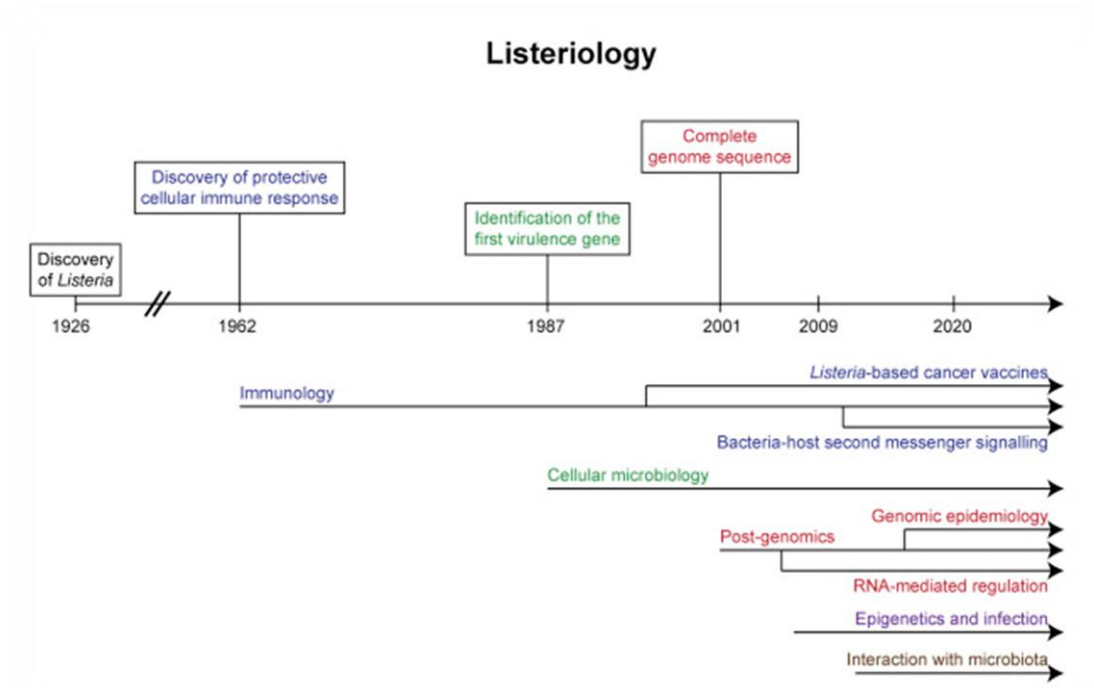 Listeriology
Complete
genome sequence
Discovery of protective
cellular immune response
Identification of the
first virulence gene
Discovery
of Listeria
1926
1962
1987
2001
2009
2020
Listeria-based cancer vaccines
Immunology
Bacteria-host second messenger signalling
Cellular microbiology
Genomic epidemiology
Post-genomics
RNA-mediated regulation
Epigenetics and infection
Interaction with microbiota